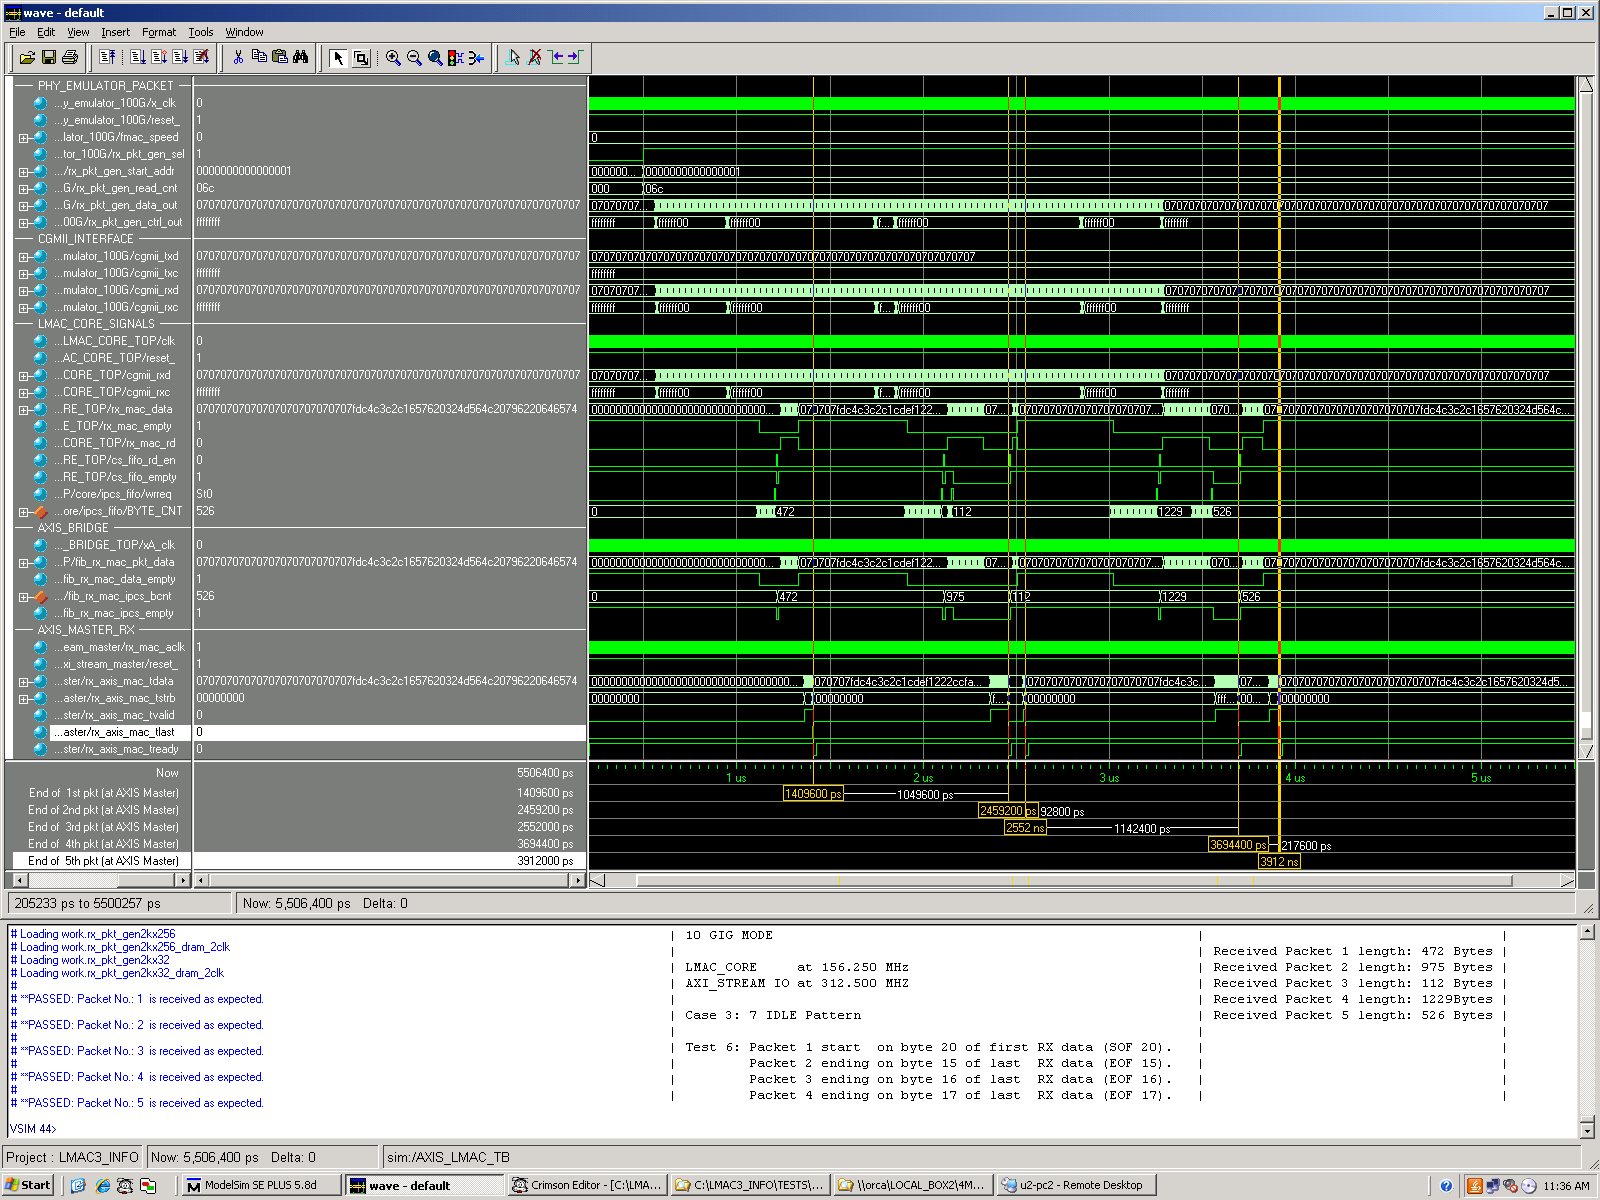 wave - default
File Edit View Insert Format Tools Window
PHY_EMULATOR_PACKET
...y_emulator_100G/x_clk 0
...y_emulator_100G/reset_ 1
...lator_100G/fmac_speed 0 0
...tor_100G/rx_pkt_gen_sel 1
.../rx_pkt_gen_start_addr 0000000000000001 000000... 0000000000000001
...G/rx_pkt_gen_read_cnt 06c 000 06c
...G/rx_pkt_gen_data_out 0707070707070707070707070707070707070707070707070707070707070707 07070707...
...00G/rx_pkt_gen_ctrl_out ffffffff ffffffff ffffff00 ffffff00 f... ffffff00 ffffff00 ffffffff
CGMII_INTERFACE
...mulator_100G/cgmii_txd 0707070707070707070707070707070707070707070707070707070707070707
...mulator_100G/cgmii_txc ffffffff ffffffff
...mulator_100G/cgmii_rxd 0707070707070707070707070707070707070707070707070707070707070707 07070707...
...mulator_100G/cgmii_rxc ffffffff ffffffff ffffff00 ffffff00 f... ffffff00 ffffff00 ffffffff
LMAC_CORE_SIGNALS
...LMAC_CORE_TOP/clk 0
...AC_CORE_TOP/reset_ 1
...CORE_TOP/cgmii_rxd 0707070707070707070707070707070707070707070707070707070707070707 07070707...
...CORE_TOP/cgmii_rxc ffffffff ffffffff ffffff00 ffffff00 f... ffffff00 ffffff00 ffffffff
...RE_TOP/rx_mac_data 07070707070707070707070707fdc4c3c2c1657620324d564c20796220646574 070707fdc4c3c2c1cdef122... 07... 070...
...E_TOP/rx_mac_empty 1
...CORE_TOP/rx_mac_rd 0
...RE_TOP/cs_fifo_rd_en 0
...RE_TOP/cs_fifo_empty 1
...P/core/ipcs_fifo/wrreq St0
...ore/ipcs_fifo/BYTE_CNT 526 0 472 112 1229 526
AXIS_BRIDGE
..._BRIDGE_TOP/xA_clk 0
...P/fib_rx_mac_pkt_data 07070707070707070707070707fdc4c3c2c1657620324d564c20796220646574 070707fdc4c3c2c1cdef122... 07... 070...
...fib_rx_mac_data_empty 1
.../fib_rx_mac_ipcs_bcnt 526 0 472 975 112 1229 526
...fib_rx_mac_ipcs_empty 1
AXIS_MASTER_RX
...eam_master/rx_mac_aclk 1
...xi_stream_master/reset_ 1
...ster/rx_axis_mac_tdata 07070707070707070707070707fdc4c3c2c1657620324d564c20796220646574 070707fdc4c3c2c1cdef1222ccfa... 07...
...aster/rx_axis_mac_tstrb 00000000 00000000 00000000 f... 00000000 fff... 00... 00000000
...ster/rx_axis_mac_tvalid 0
...aster/rx_axis_mac_tlast 0
...ster/rx_axis_mac_tready 0
Now 5506400 ps 1 us 2 us 3 us 4 us 5 us
End of 1st pkt (at AXIS Master) 1409600 ps 1409600 ps 1049600 ps
End of 2nd pkt (at AXIS Master) 2459200 ps 2459200 ps 92800 ps
End of 3rd pkt (at AXIS Master) 2552000 ps 2552 ns 1142400 ps
End of 4th pkt (at AXIS Master) 3694400 ps 3694400 ps 217600 ps
End of 5th pkt (at AXIS Master) 3912000 ps 3912 ns
205233 ps to 5500257 ps Now: 5,506,400 ps Delta: 0
# Loading work.rx_pkt_gen2kx256
# Loading work.rx_pkt_gen2kx256_dram_2clk
# Loading work.rx_pkt_gen2kx32
# Loading work.rx_pkt_gen2kx32_dram_2clk
#
# **PASSED: Packet No.: 1 is received as expected.
#
# **PASSED: Packet No.: 2 is received as expected.
#
# **PASSED: Packet No.: 3 is received as expected.
#
# **PASSED: Packet No.: 4 is received as expected.
#
# **PASSED: Packet No.: 5 is received as expected.
VSIM 44>
| 10 GIG MODE | |
| | Received Packet 1 length: 472 Bytes |
| LMAC_CORE at 156.250 MHz | Received Packet 2 length: 975 Bytes |
| AXI_STREAM IO at 312.500 MHZ | Received Packet 3 length: 112 Bytes |
| | Received Packet 4 length: 1229Bytes |
| Case 3: 7 IDLE Pattern | Received Packet 5 length: 526 Bytes |
| | |
| Test 6: Packet 1 start on byte 20 of first RX data (SOF 20). | |
| Packet 2 ending on byte 15 of last RX data (EOF 15). | |
| Packet 3 ending on byte 16 of last RX data (EOF 16). | |
| Packet 4 ending on byte 17 of last RX data (EOF 17). | |
Project : LMAC3_INFO Now: 5,506,400 ps Delta: 0 sim:/AXIS_LMAC_TB
Start ModelSim SE PLUS 5.8d wave - default Crimson Editor - [C:\LMA... C:\LMAC3_INFO\TESTS\... \\orca\LOCAL_BOX2\4M... u2-pc2 - Remote Desktop 11:36 AM